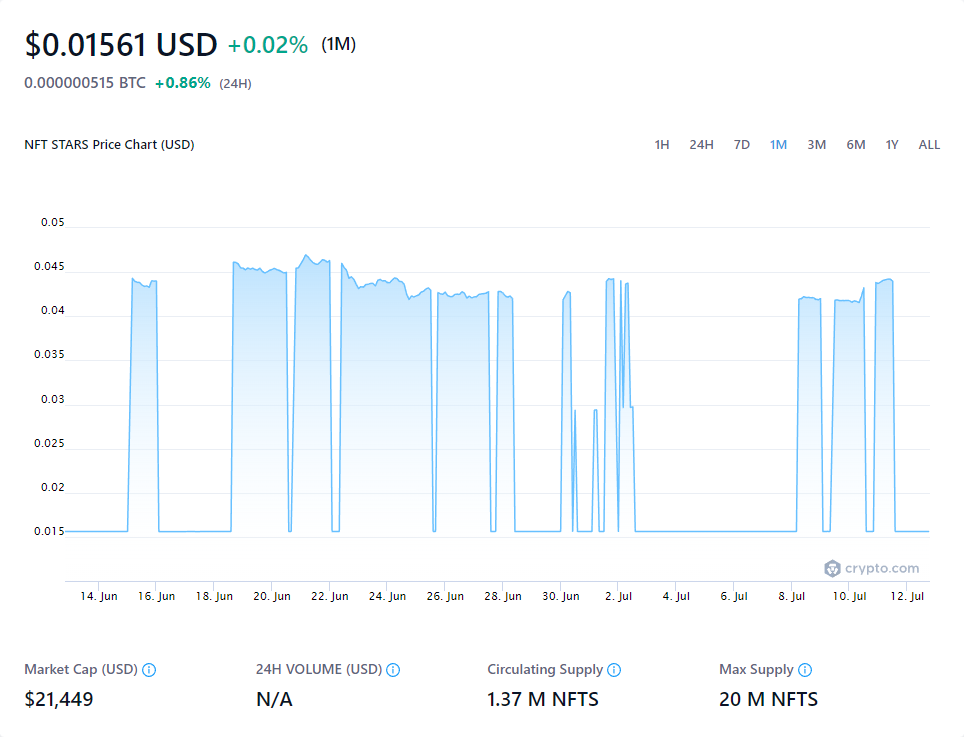 $0.01561 USD +0.02% (1M)
0.000000515 BTC +0.86% (24H)
NFT STARS Price Chart (USD) 1H 24H 7D 1M 3M 6M 1Y ALL
0.05
0.045
0.04
0.035
0.03
0.025
0.02
0.015
crypto.com
14. Jun 16. Jun 18. Jun 20. Jun 22. Jun 24. Jun 26. Jun 28. Jun 30. Jun 2. Jul 4. Jul 6. Jul 8. Jul 10. Jul 12. Jul
Market Cap (USD) 24H VOLUME (USD) Circulating Supply Max Supply
$21,449 N/A 1.37 M NFTS 20 M NFTS